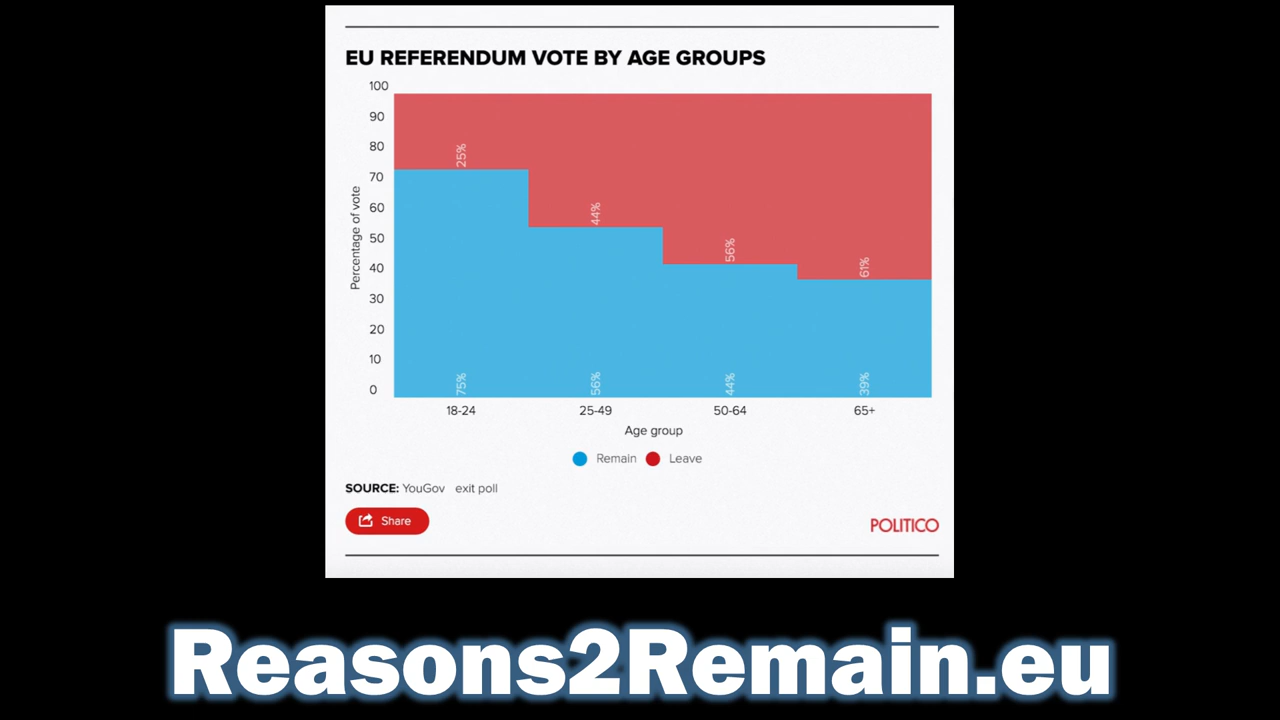 EU REFERENDUM VOTE BY AGE GROUPS
100
90
80
70
60
50
40
30
20
10
0
Percentage of vote
25%
44%
56%
61%
75%
56%
44%
39%
18-24 25-49 50-64 65+
Age group
Remain Leave
SOURCE: YouGov exit poll
Share
POLITICO
Reasons2Remain.eu